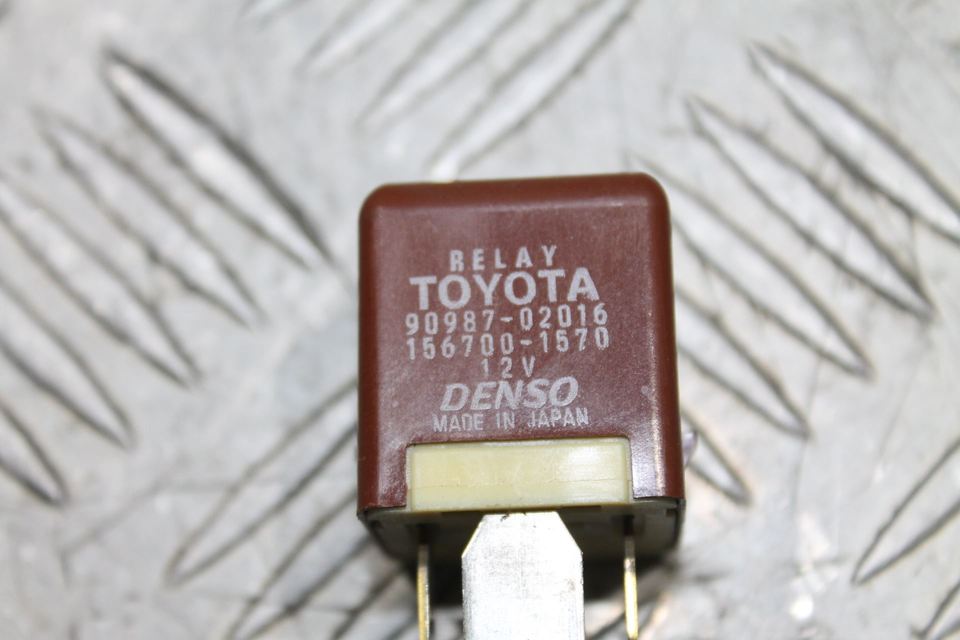 RELAY
TOYOTA
90987-02016
156700-1570
12V
DENSO
MADE IN JAPAN